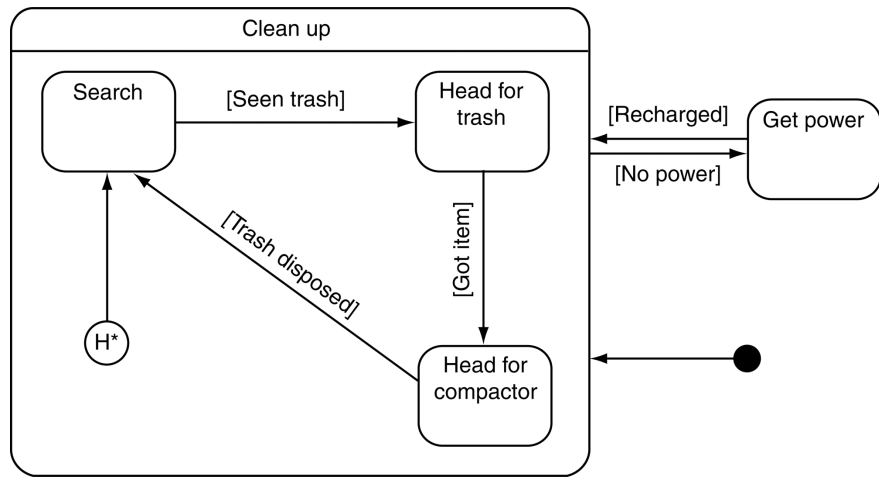 Clean up
Search
[Seen trash]
Head for
trash
[Recharged]
Get power
[No power]
[Trash disposed]
[Got item]
H*
Head for
compactor